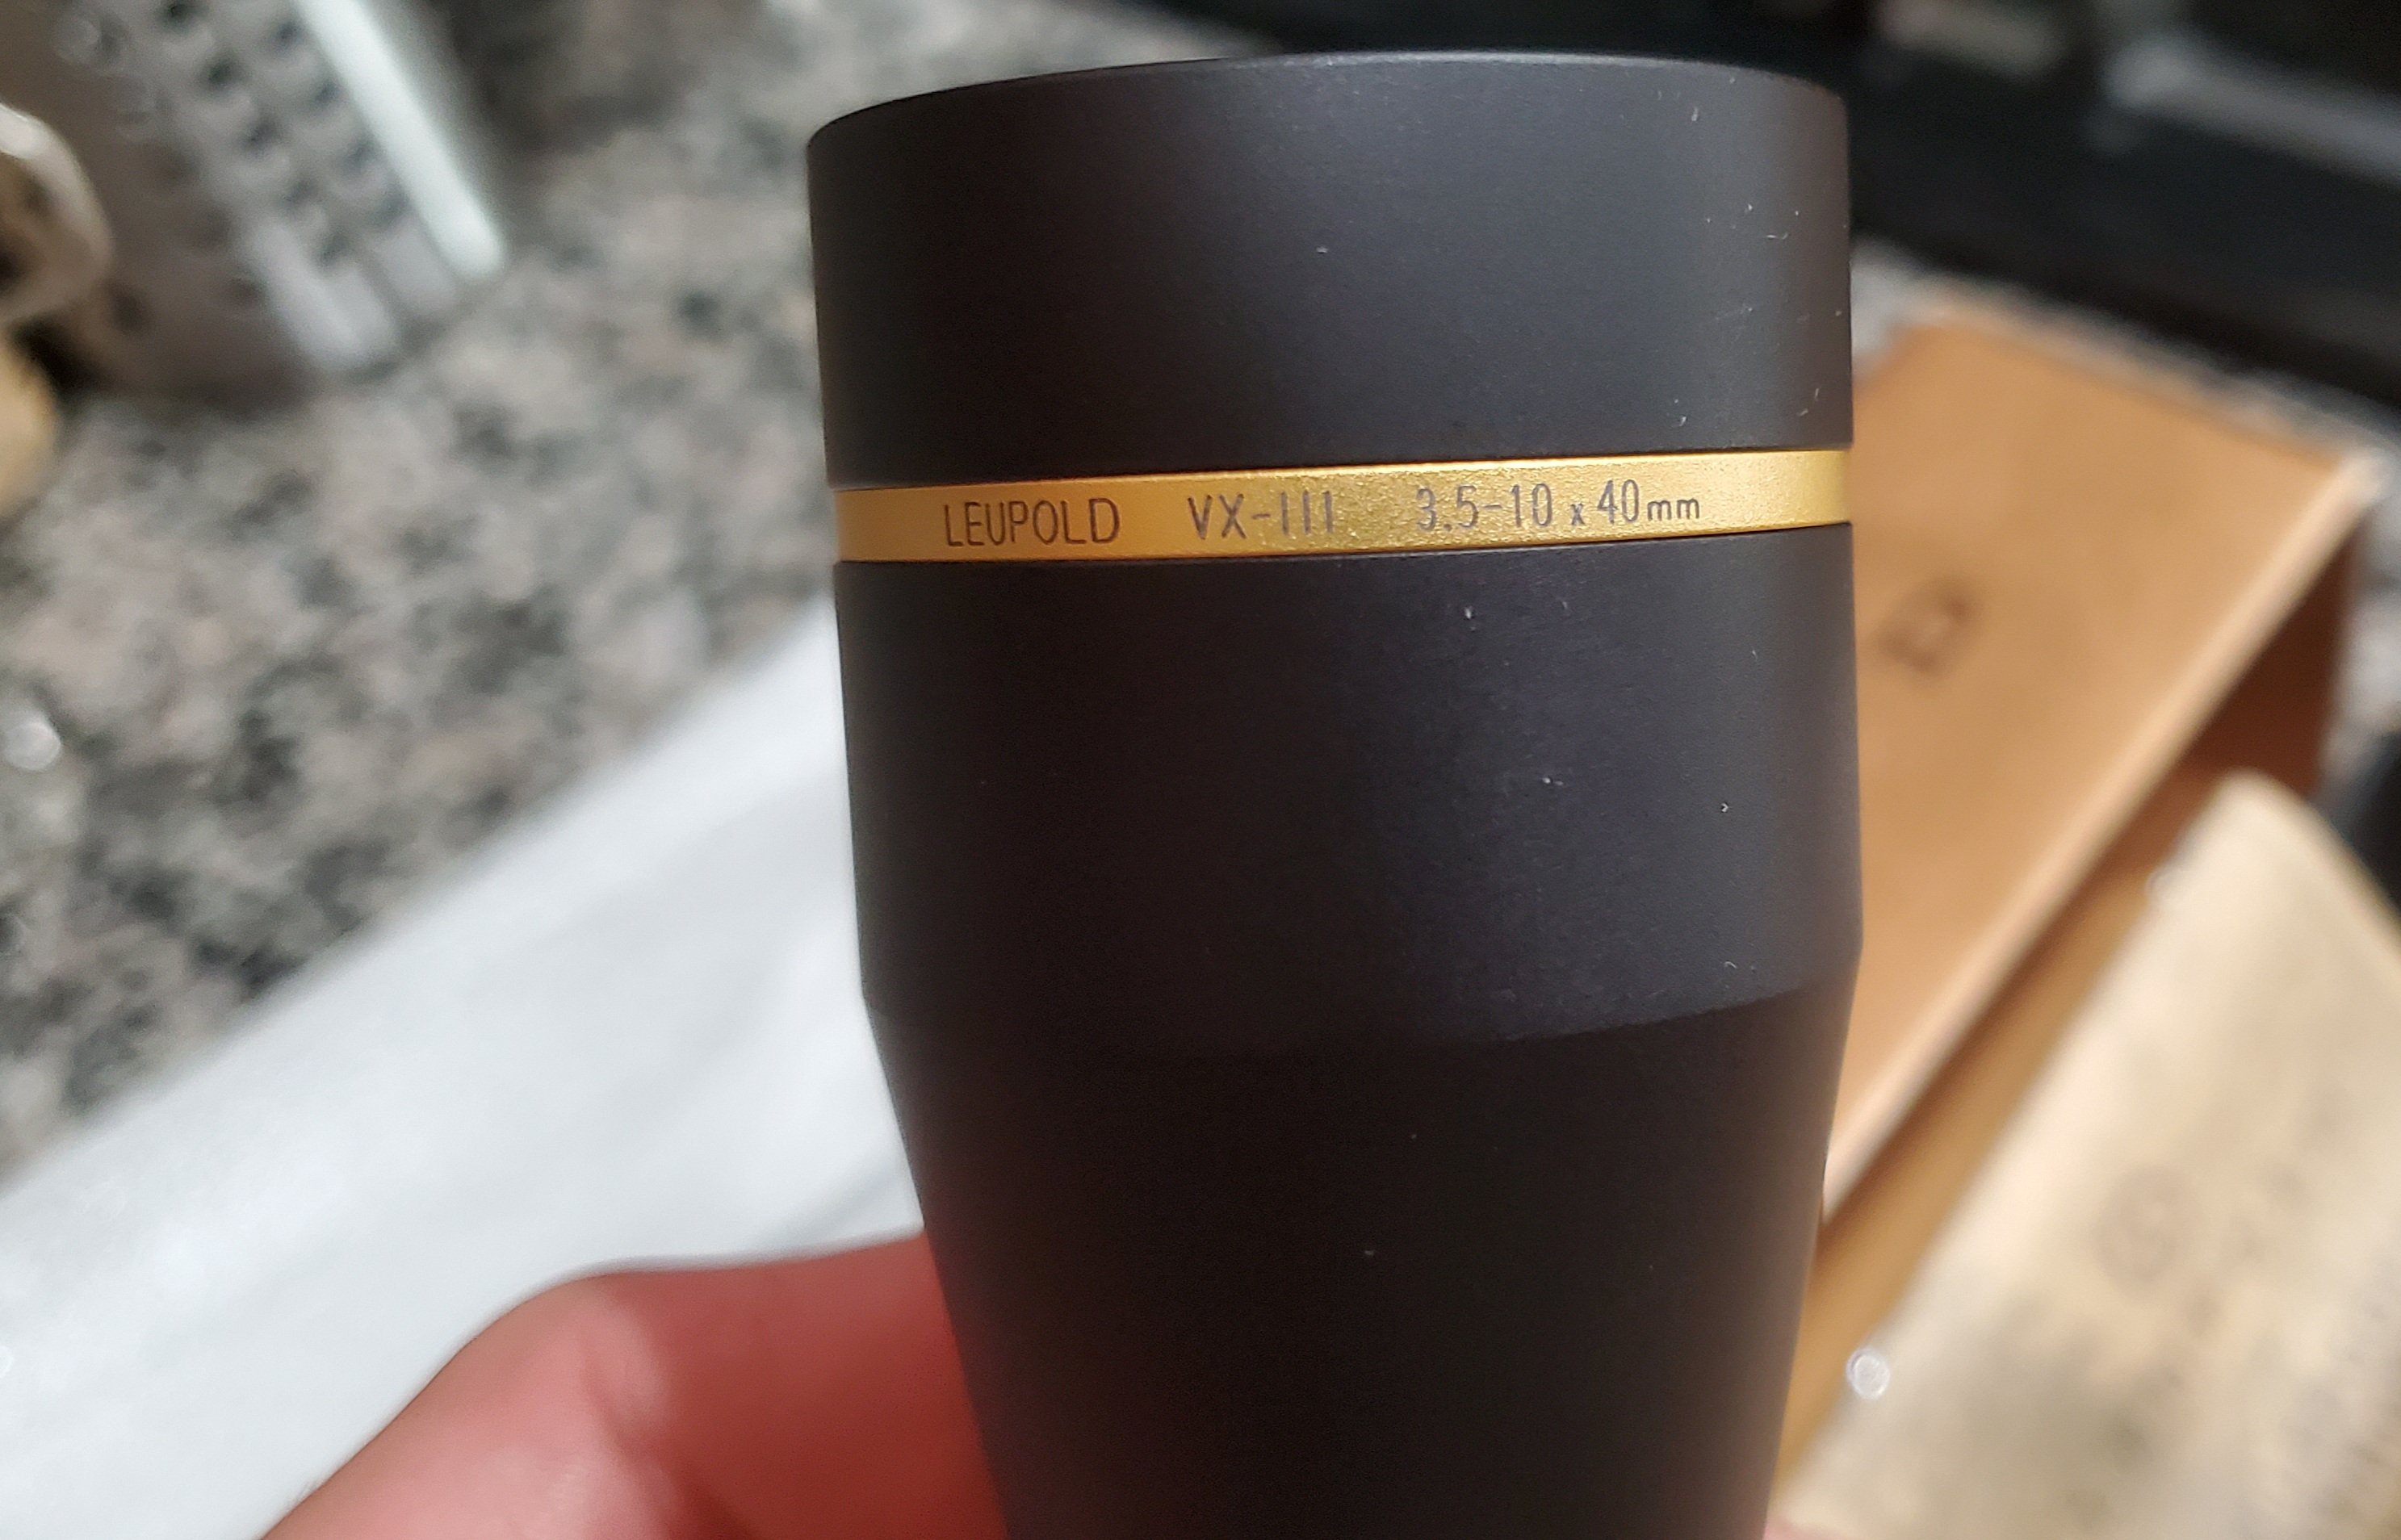 LEUPOLD VX-III 3.5-10 x 40mm